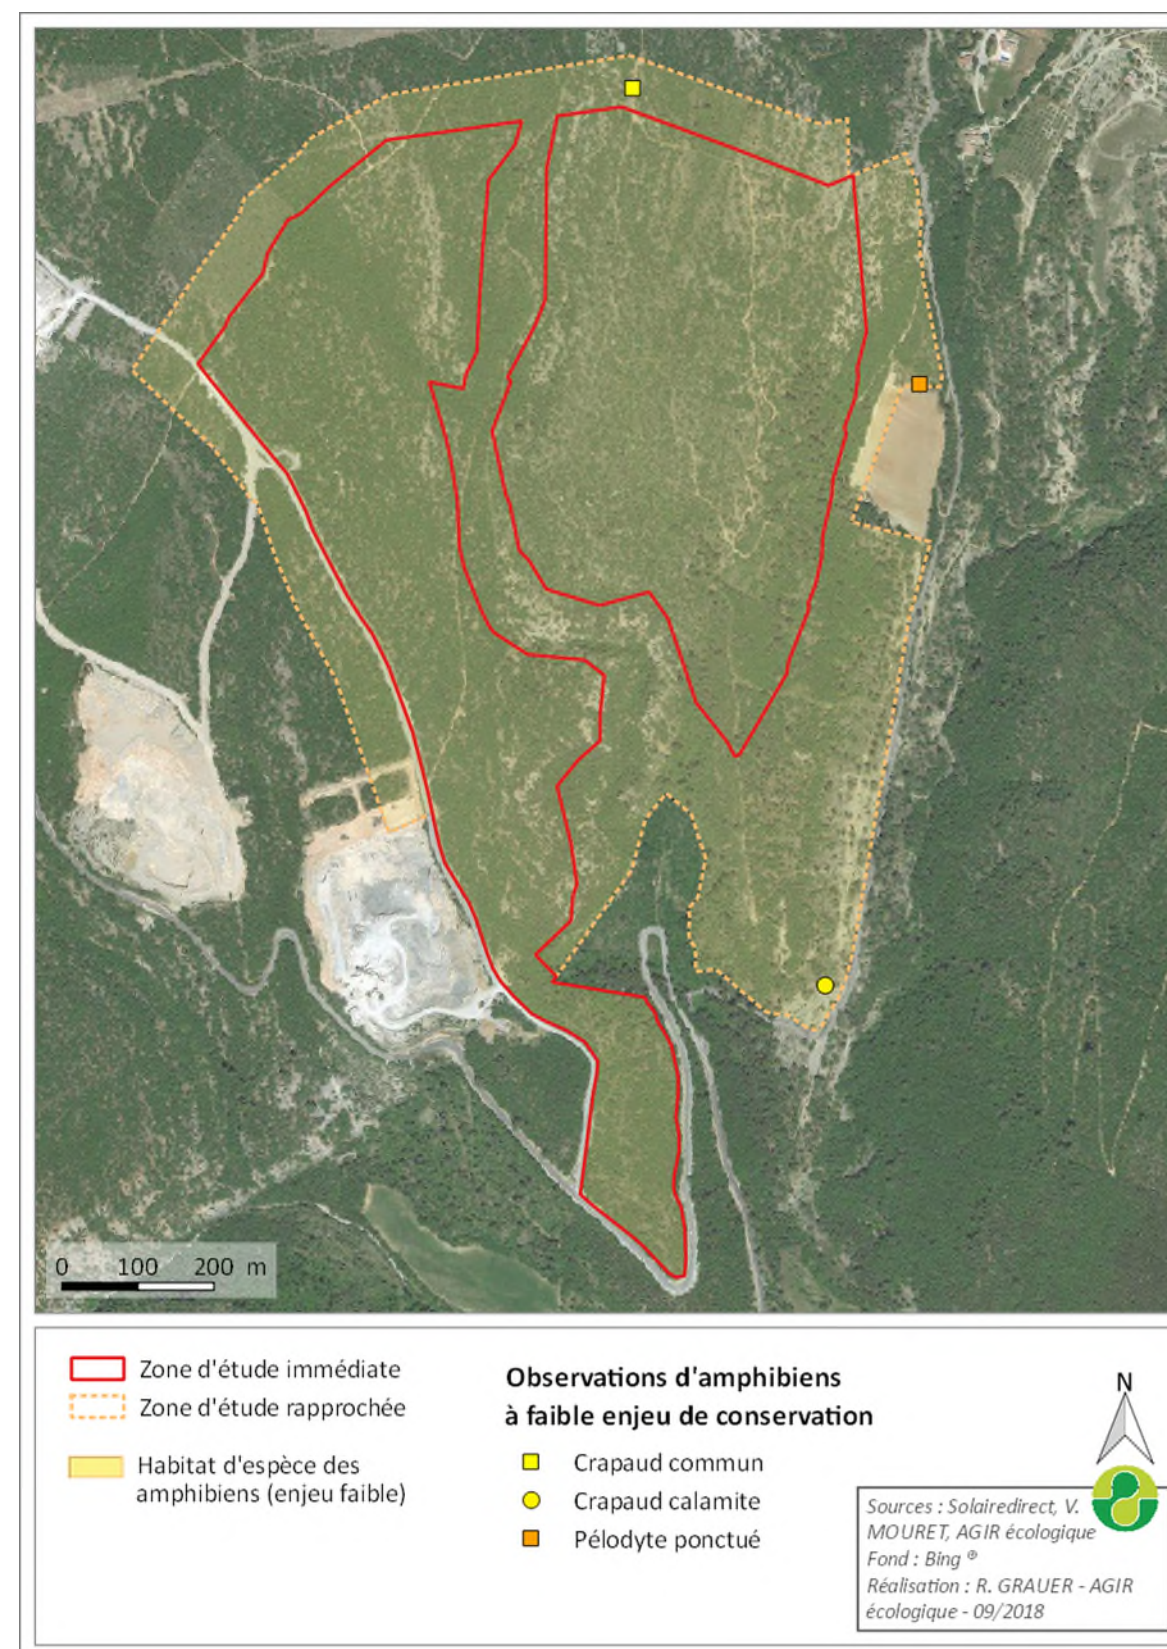 0 100 200 m
Zone d'étude immédiate
Zone d'étude rapprochée
Habitat d'espèce des
amphibiens (enjeu faible)
Observations d'amphibiens
à faible enjeu de conservation
Crapaud commun
Crapaud calamite
Pélodyte ponctué
N
Sources : Solairedirect, V.
MOURET, AGIR écologique
Fond : Bing ®
Réalisation : R. GRAUER - AGIR
écologique - 09/2018